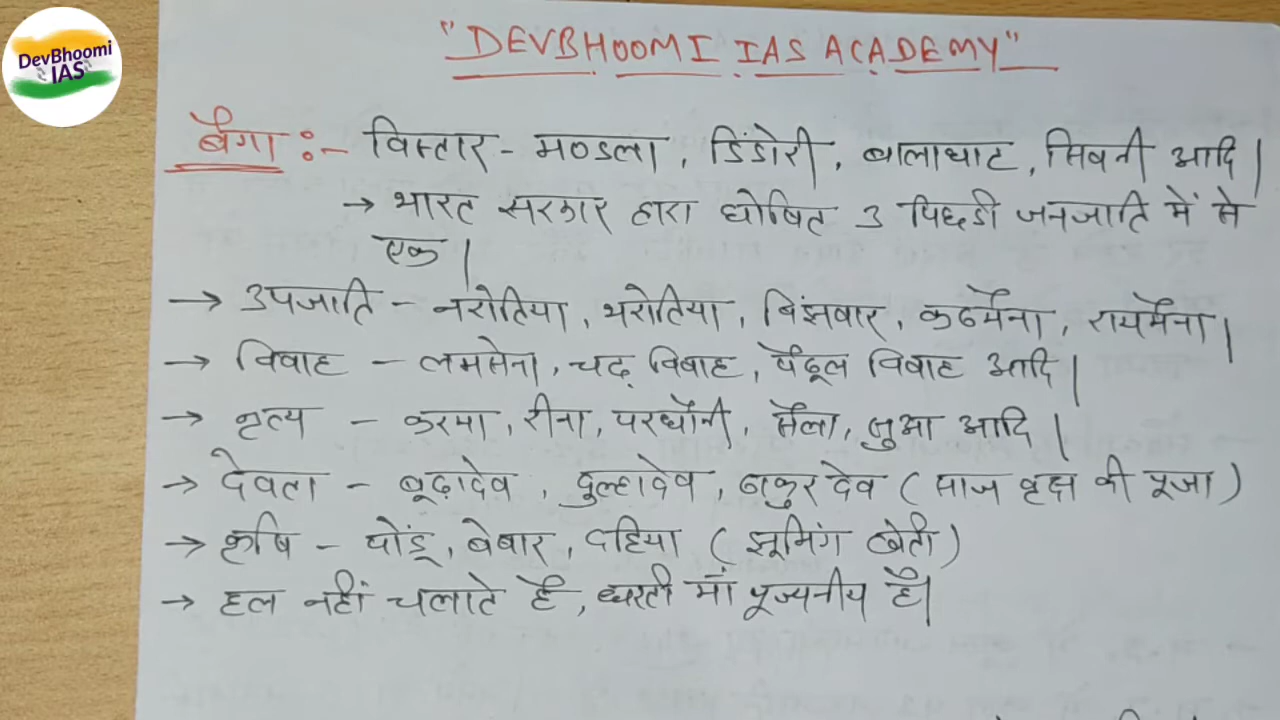 DevBhoomi
IAS
"DEVBHOOMI IAS ACADEMY"
बैगा :- विस्तार - मण्डला, डिंडोरी, बालाघाट, सिवनी आदि।
→ भारत सरकार द्वारा घोषित 3 पिछडी जनजाति में से
एक।
→ उपजाति - नरोतिया, भरोतिया, बिंझवार, कढमैना, रायमैना।
→ विवाह - लमसेना, चढ़ विवाह, पैढूल विवाह आदि।
→ नृत्य - करमा, रीना, परधौनी, सैला, सुआ आदि।
→ देवता - बूढ़ादेव, दुल्हादेव, ठाकुर देव (साज वृक्ष की पूजा)
→ कृषि - पोंडू, बेबार, दहिया (झूमिंग खेती)
→ हल नहीं चलाते है, धरती माँ पूज्यनीय है।